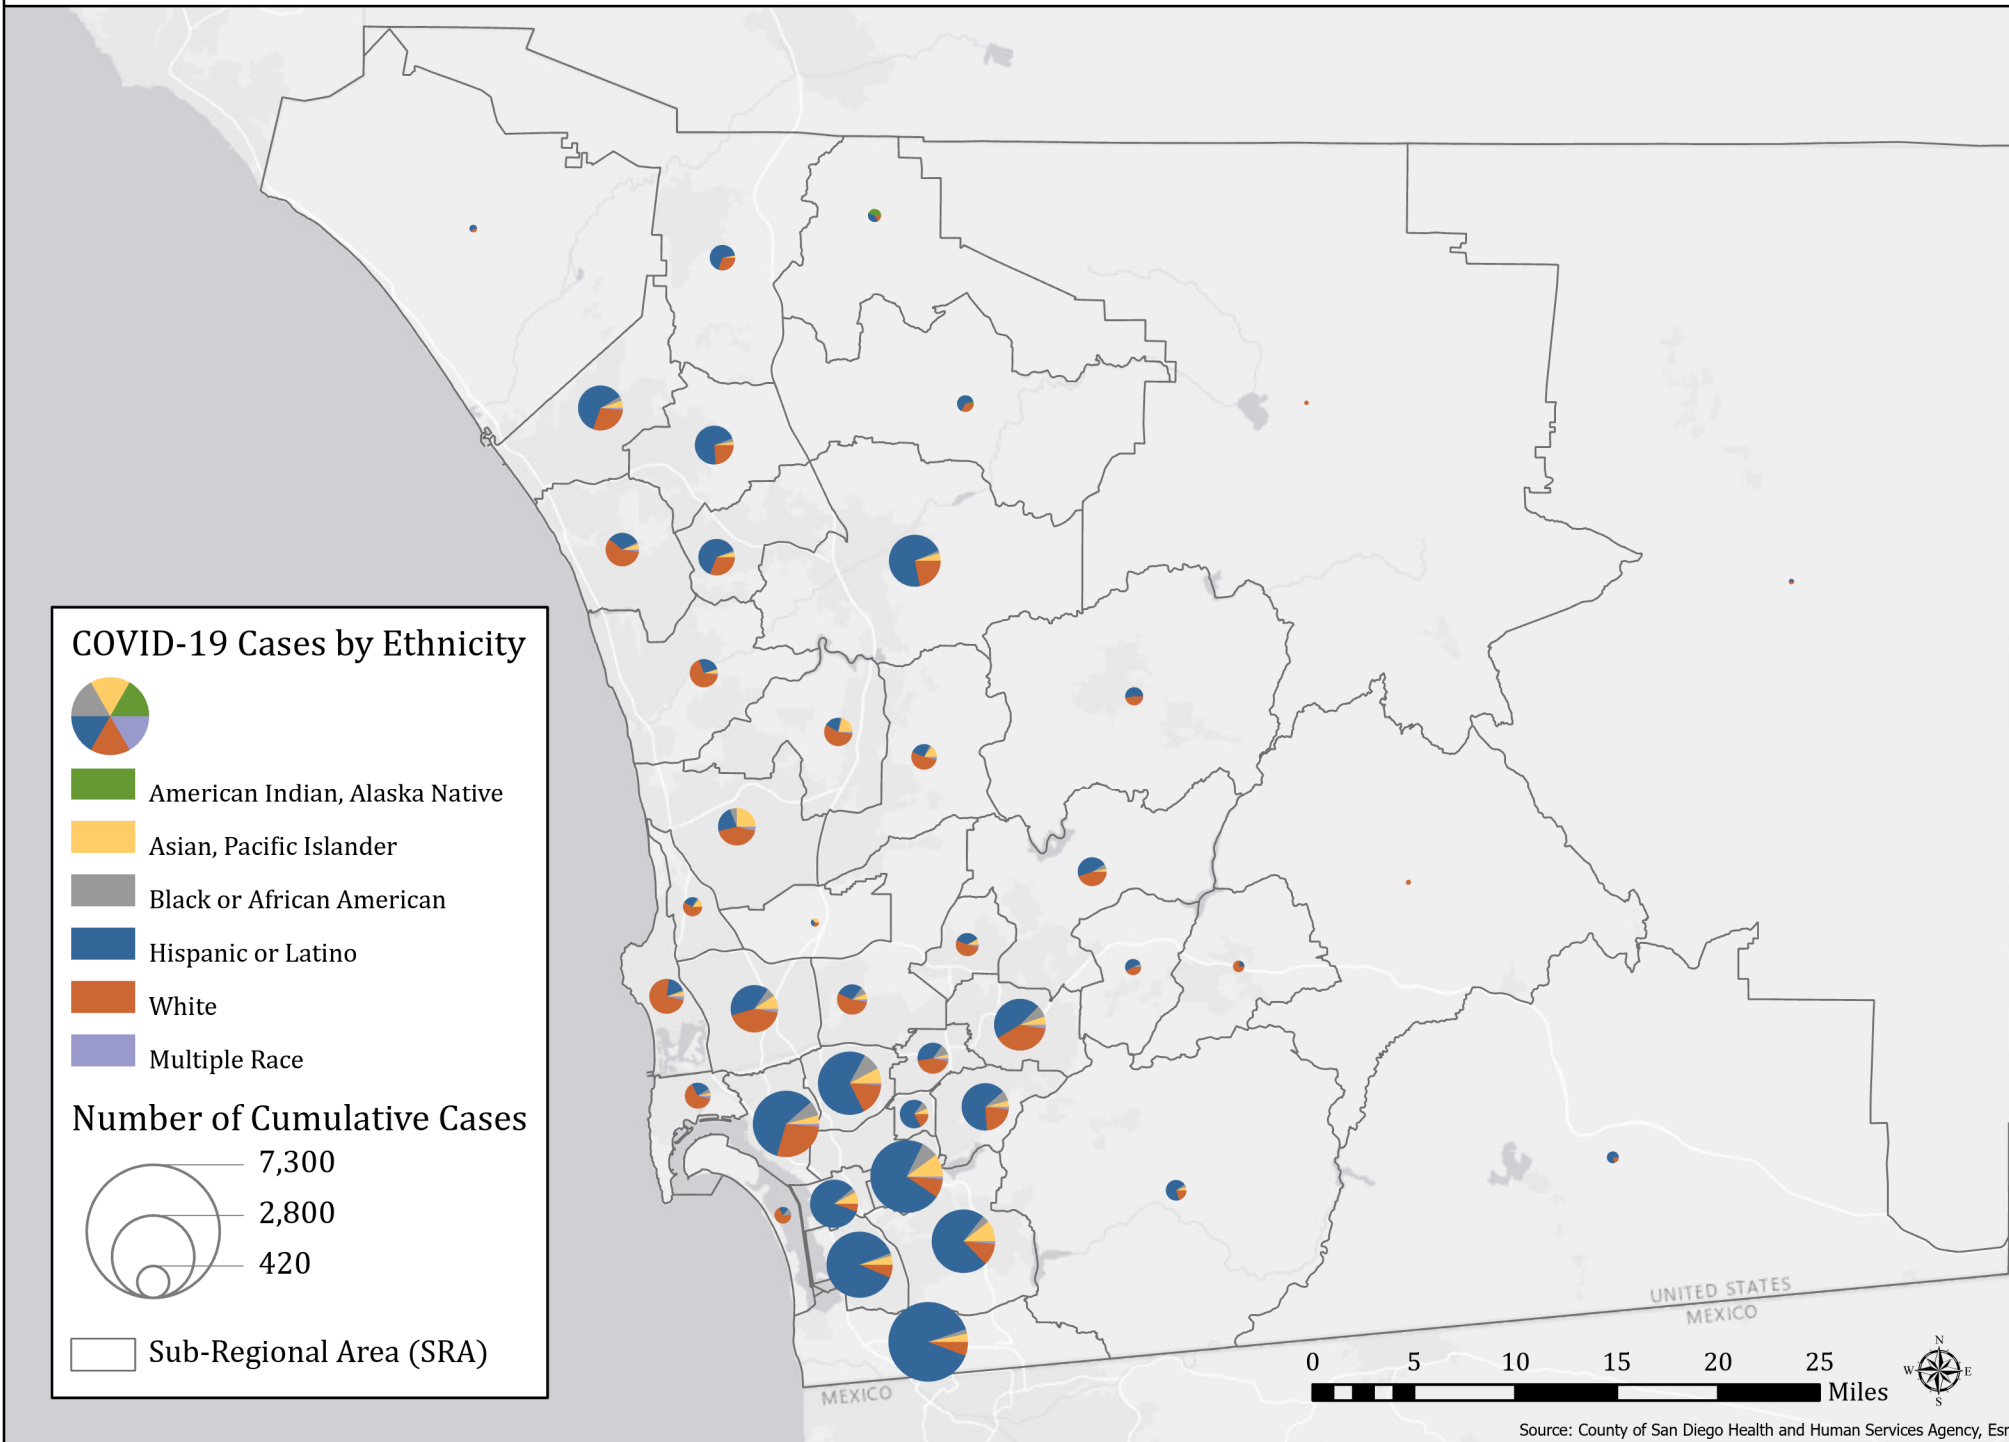 COVID-19 Cases by Ethnicity
American Indian, Alaska Native
Asian, Pacific Islander
Black or African American
Hispanic or Latino
White
Multiple Race
Number of Cumulative Cases
7,300
2,800
420
Sub-Regional Area (SRA)
UNITED STATES
MEXICO
MEXICO
0 5 10 15 20 25
Miles
N
W E
S
Source: County of San Diego Health and Human Services Agency, Esr